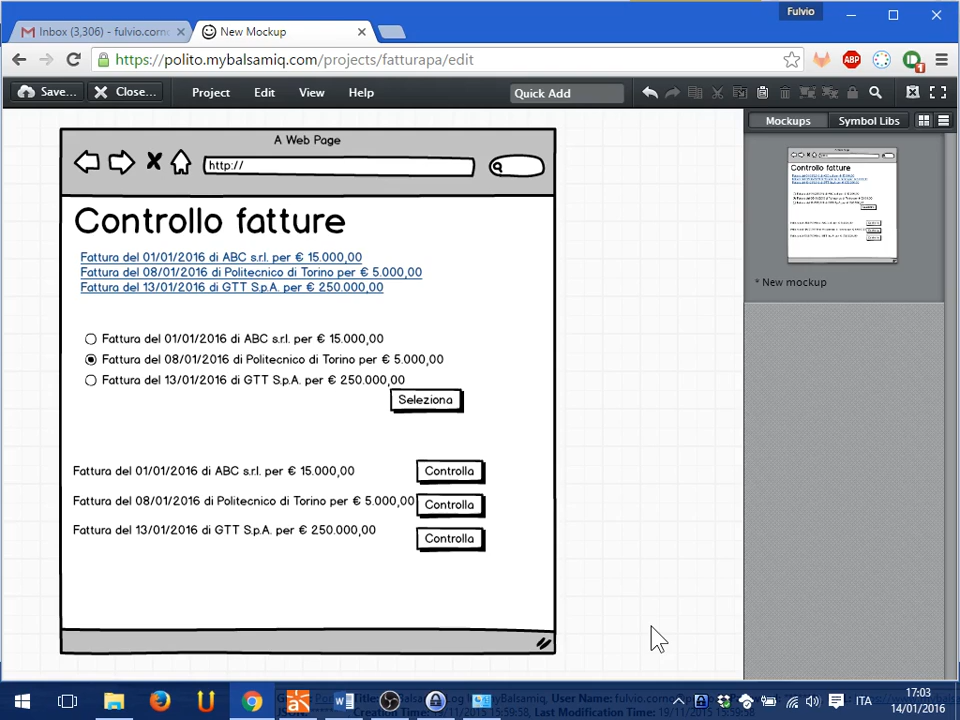 Fulvio
Inbox (3,306) - fulvio.corn
New Mockup
https://polito.mybalsamiq.com/projects/fatturapa/edit
ABP
1
Save...
Close...
Project
Edit
View
Help
Quick Add
Mockups
Symbol Libs
A Web Page
http://
Controllo fatture
Fattura del 01/01/2016 di ABC s.r.l. per € 15.000,00
Fattura del 08/01/2016 di Politecnico di Torino per € 5.000,00
Fattura del 13/01/2016 di GTT S.p.A. per € 250.000,00
Fattura del 01/01/2016 di ABC s.r.l. per € 15.000,00
Fattura del 08/01/2016 di Politecnico di Torino per € 5.000,00
Fattura del 13/01/2016 di GTT S.p.A. per € 250.000,00
Seleziona
Fattura del 01/01/2016 di ABC s.r.l. per € 15.000,00
Controlla
Fattura del 08/01/2016 di Politecnico di Torino per € 5.000,00
Controlla
Fattura del 13/01/2016 di GTT S.p.A. per € 250.000,00
Controlla
* New mockup
ITA
17:03
14/01/2016